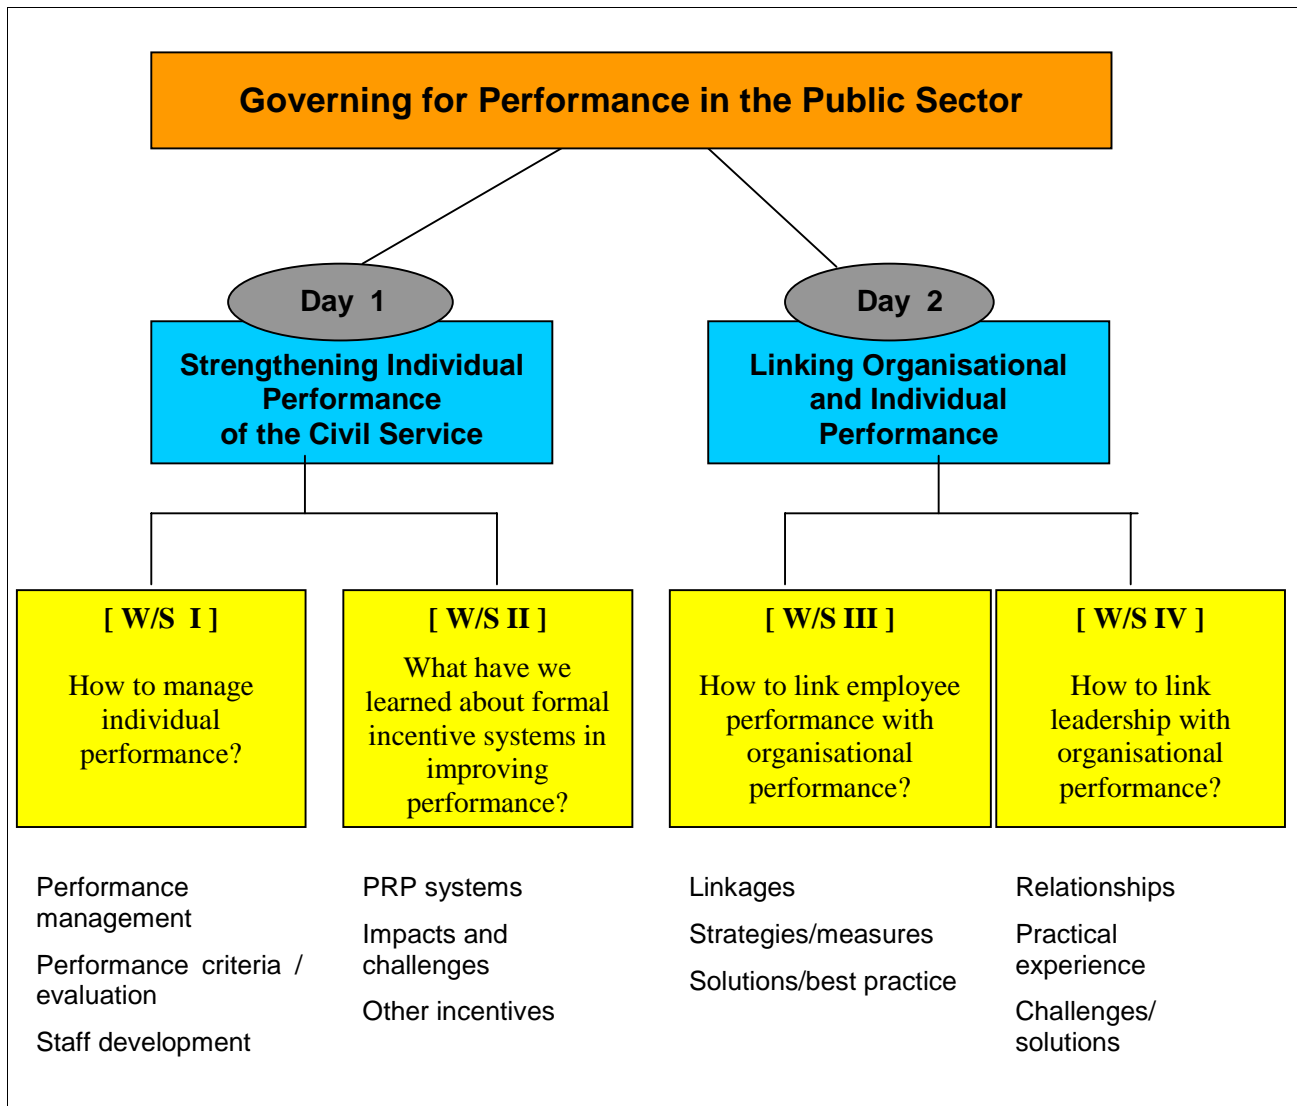 Governing for Performance in the Public Sector
Day 1
Strengthening Individual
Performance
of the Civil Service
Day 2
Linking Organisational
and Individual
Performance
[ W/S I ]
How to manage
individual
performance?
[ W/S II ]
What have we
learned about formal
incentive systems in
improving
performance?
[ W/S III ]
How to link employee
performance with
organisational
performance?
[ W/S IV ]
How to link
leadership with
organisational
performance?
Performance
management
Performance criteria /
evaluation
Staff development
PRP systems
Impacts and
challenges
Other incentives
Linkages
Strategies/measures
Solutions/best practice
Relationships
Practical
experience
Challenges/
solutions